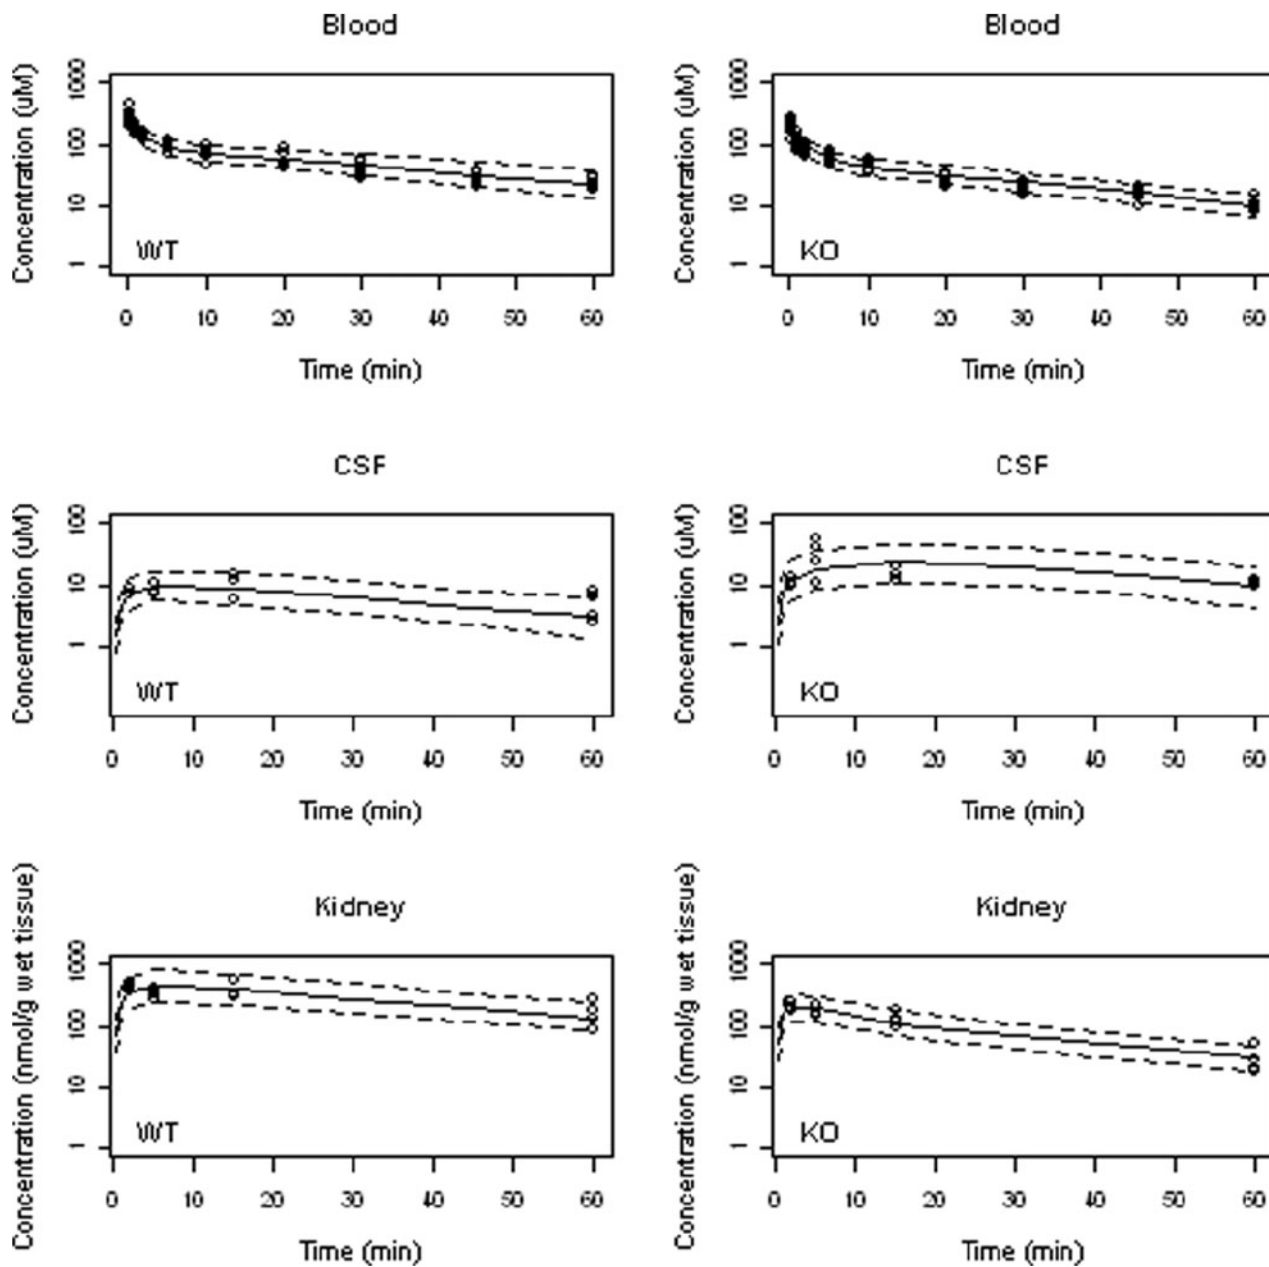 Blood
Concentration (uM)
1000
100
10
1
WT
0 10 20 30 40 50 60
Time (min)
Blood
Concentration (uM)
1000
100
10
1
KO
0 10 20 30 40 50 60
Time (min)
CSF
Concentration (uM)
100
10
1
WT
0 10 20 30 40 50 60
Time (min)
CSF
Concentration (uM)
100
10
1
KO
0 10 20 30 40 50 60
Time (min)
Kidney
Concentration (nmol/g wet tissue)
1000
100
10
1
WT
0 10 20 30 40 50 60
Time (min)
Kidney
Concentration (nmol/g wet tissue)
1000
100
10
1
KO
0 10 20 30 40 50 60
Time (min)